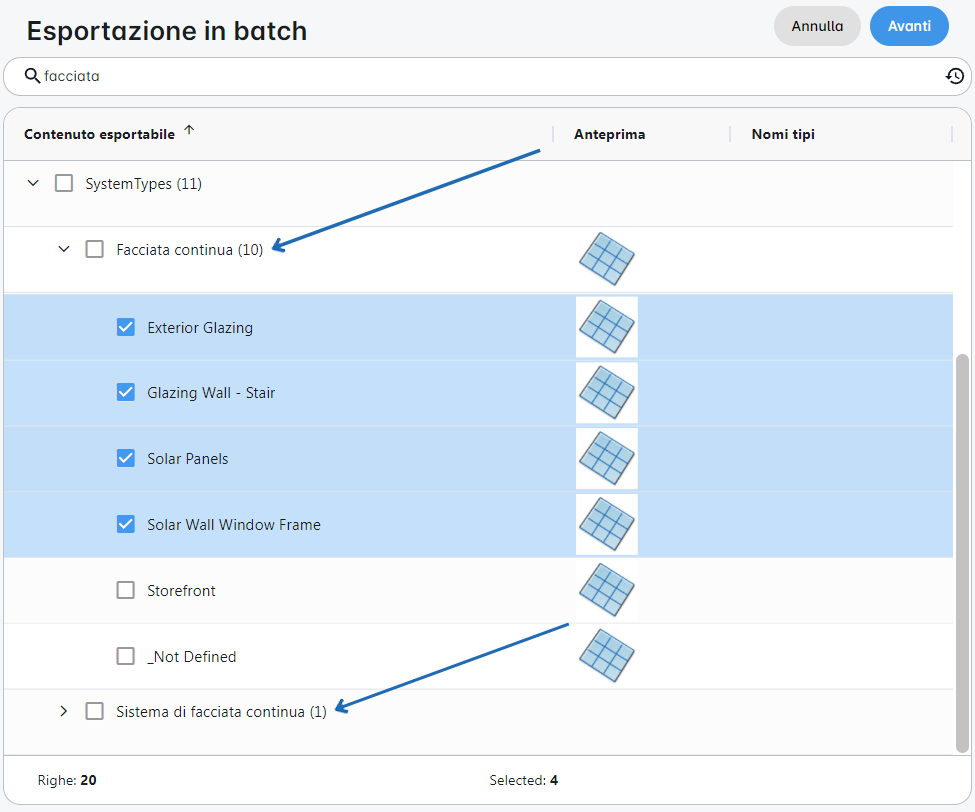 Esportazione in batch
Annulla
Avanti
facciata
Contenuto esportabile
Anteprima
Nomi tipi
SystemTypes (11)
Facciata continua (10)
Exterior Glazing
Glazing Wall - Stair
Solar Panels
Solar Wall Window Frame
Storefront
_Not Defined
Sistema di facciata continua (1)
Righe: 20
Selected: 4